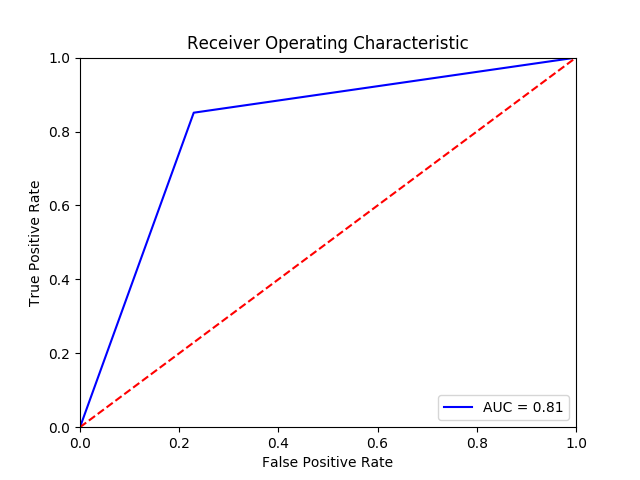 Receiver Operating Characteristic
True Positive Rate
1.0
0.8
0.6
0.4
0.2
0.0
AUC = 0.81
0.0 0.2 0.4 0.6 0.8 1.0
False Positive Rate